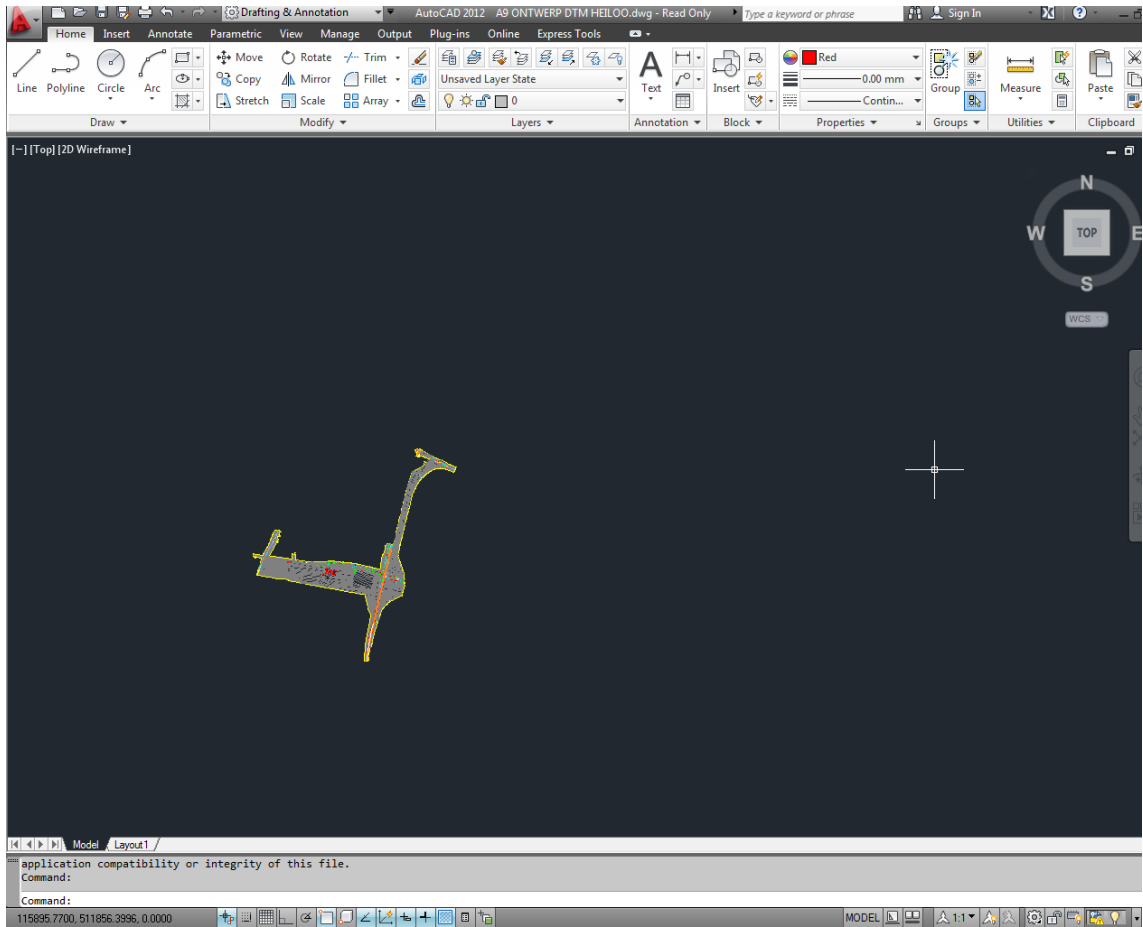 Drafting & Annotation AutoCAD 2012 A9 ONTWERP DTM HEILOO.dwg - Read Only Type a keyword or phrase Sign In
Home Insert Annotate Parametric View Manage Output Plug-ins Online Express Tools
Move Rotate Trim Red
Line Polyline Circle Arc Copy Mirror Fillet Unsaved Layer State Text Insert 0.00 mm Group Measure Paste
Stretch Scale Array 0 Contin...
Draw Modify Layers Annotation Block Properties Groups Utilities Clipboard
[−] [Top] [2D Wireframe]
N
W TOP E
S
WCS
Model Layout1
application compatibility or integrity of this file.
Command:
Command:
115895.7700, 511856.3996, 0.0000 MODEL 1:1